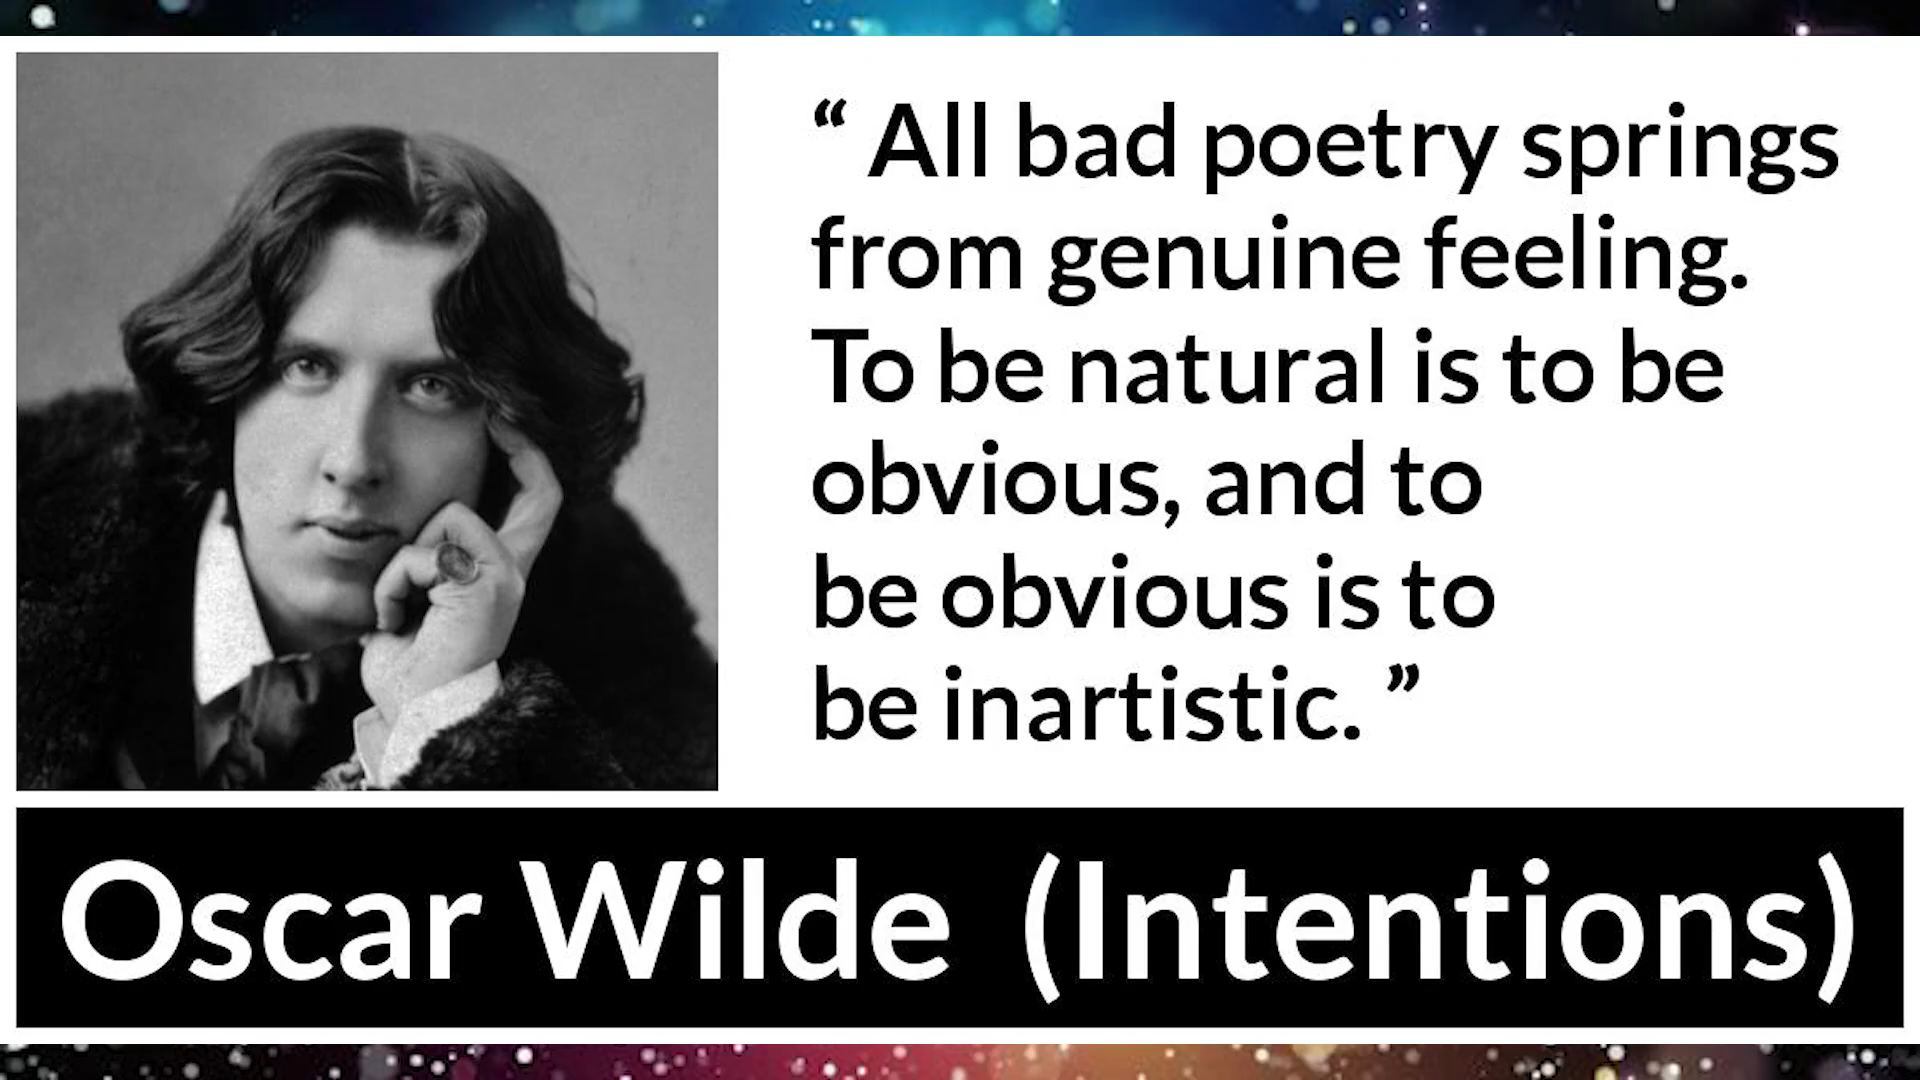 “ All bad poetry springs
from genuine feeling.
To be natural is to be
obvious, and to
be obvious is to
be inartistic. ”
Oscar Wilde (Intentions)